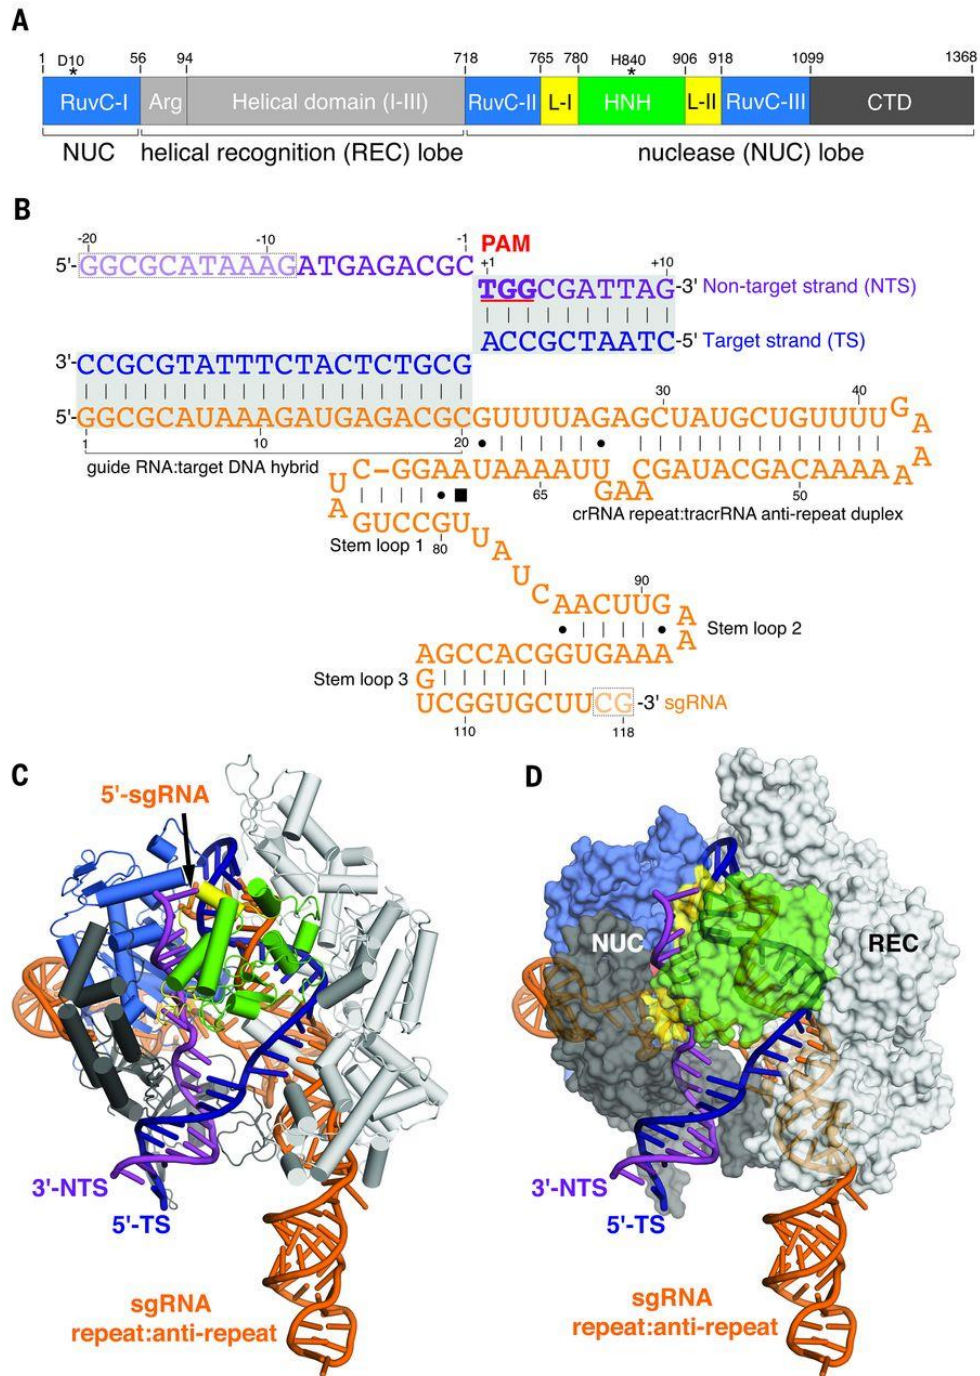 A
1 D10 56 94 718 765 780 H840 906 918 1099 1368
* *
RuvC-I Arg Helical domain (I-III) RuvC-II L-I HNH L-II RuvC-III CTD
NUC helical recognition (REC) lobe nuclease (NUC) lobe
B
-20 -10 -1 PAM
5'-GGCGCATAAAGATGAGACGC
+1 +10
TGGCGATTAG-3' Non-target strand (NTS)
ACCGCTAATC-5' Target strand (TS)
3'-CCGCGTATTTCTACTCTGCG
30 40
5'-GGCGCAUAAAGAUGAGACGCGUUUUAGAGCUAUGCUGUUUUG
A
1 10 20
guide RNA:target DNA hybrid
A
UC–GGAAUAAAAUU CGAUACGACAAAA
A
GAA
65 50
crRNA repeat:tracrRNA anti-repeat duplex
A
GUCCGU
Stem loop 1 80
U
A
U
C
90
AACUUG
A
A
Stem loop 2
AGCCACGGUGAAA
Stem loop 3 G
UCGGUGCUUCG-3' sgRNA
110 118
C
5'-sgRNA
3'-NTS
5'-TS
sgRNA
repeat:anti-repeat
D
NUC REC
3'-NTS
5'-TS
sgRNA
repeat:anti-repeat